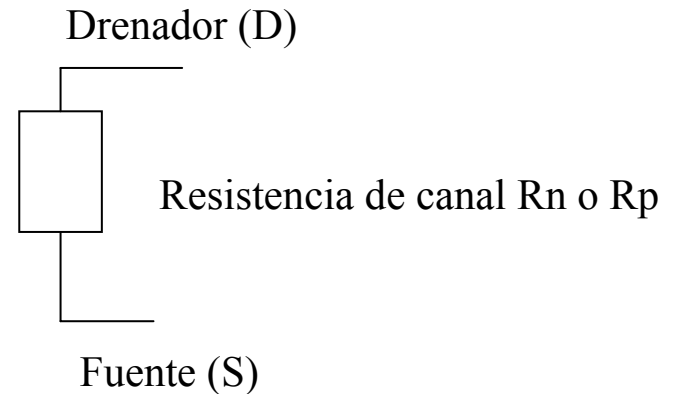 Drenador (D)
Resistencia de canal Rn o Rp
Fuente (S)